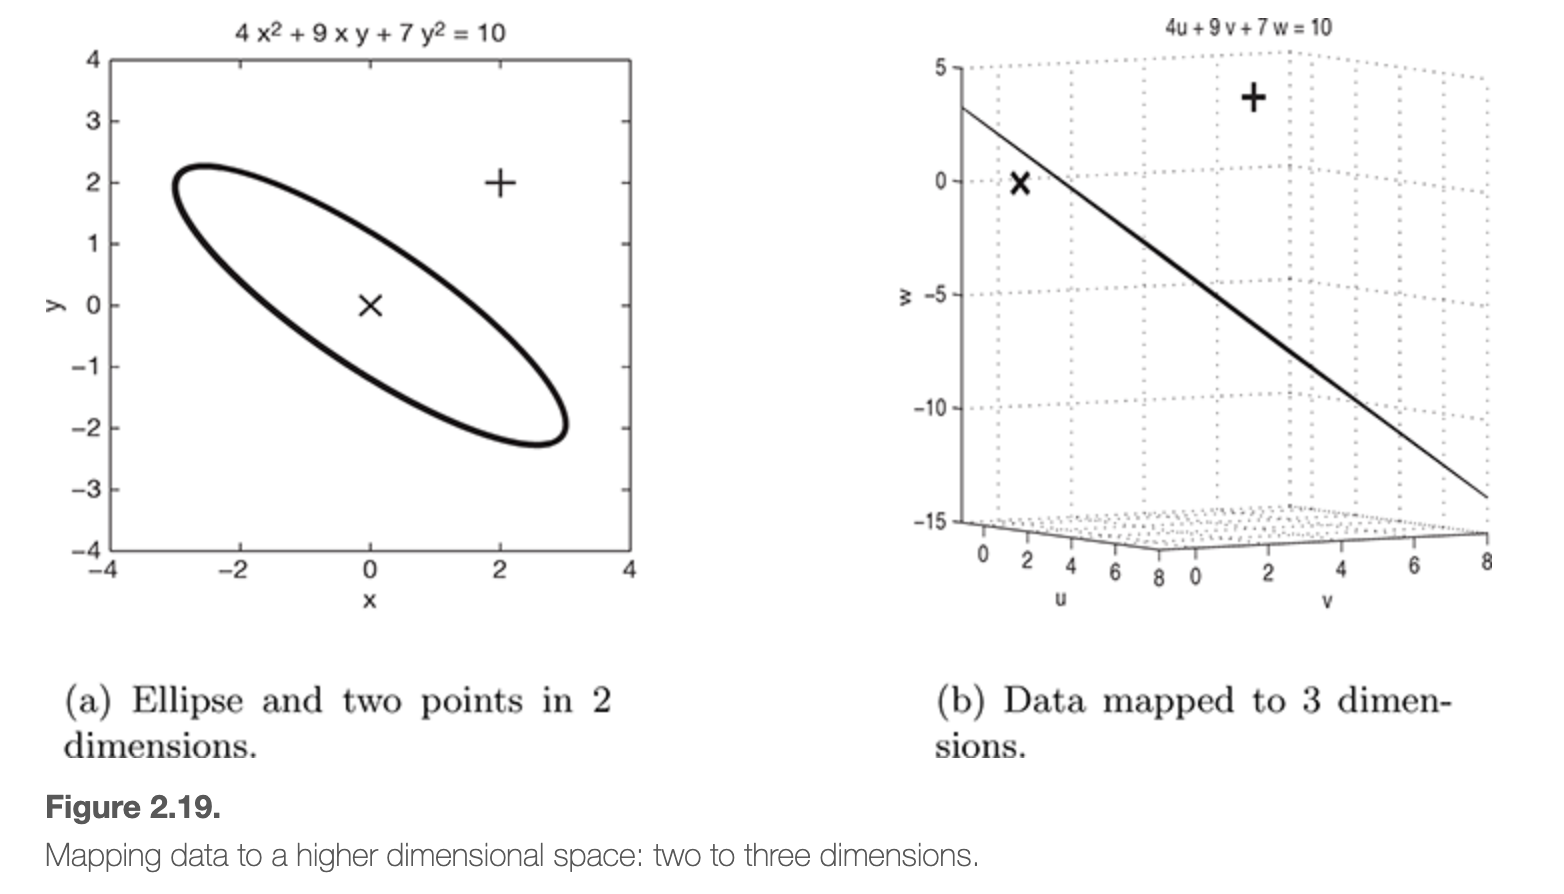 4 x² + 9 x y + 7 y² = 10
4
3
2
1
0
−1
−2
−3
−4
y
−4 −2 0 2 4
x
4u + 9 v + 7 w = 10
5
0
−5
−10
−15
w
0 2 4 6 8
u
0 2 4 6 8
v
(a) Ellipse and two points in 2
dimensions.
(b) Data mapped to 3 dimen-
sions.
Figure 2.19.
Mapping data to a higher dimensional space: two to three dimensions.